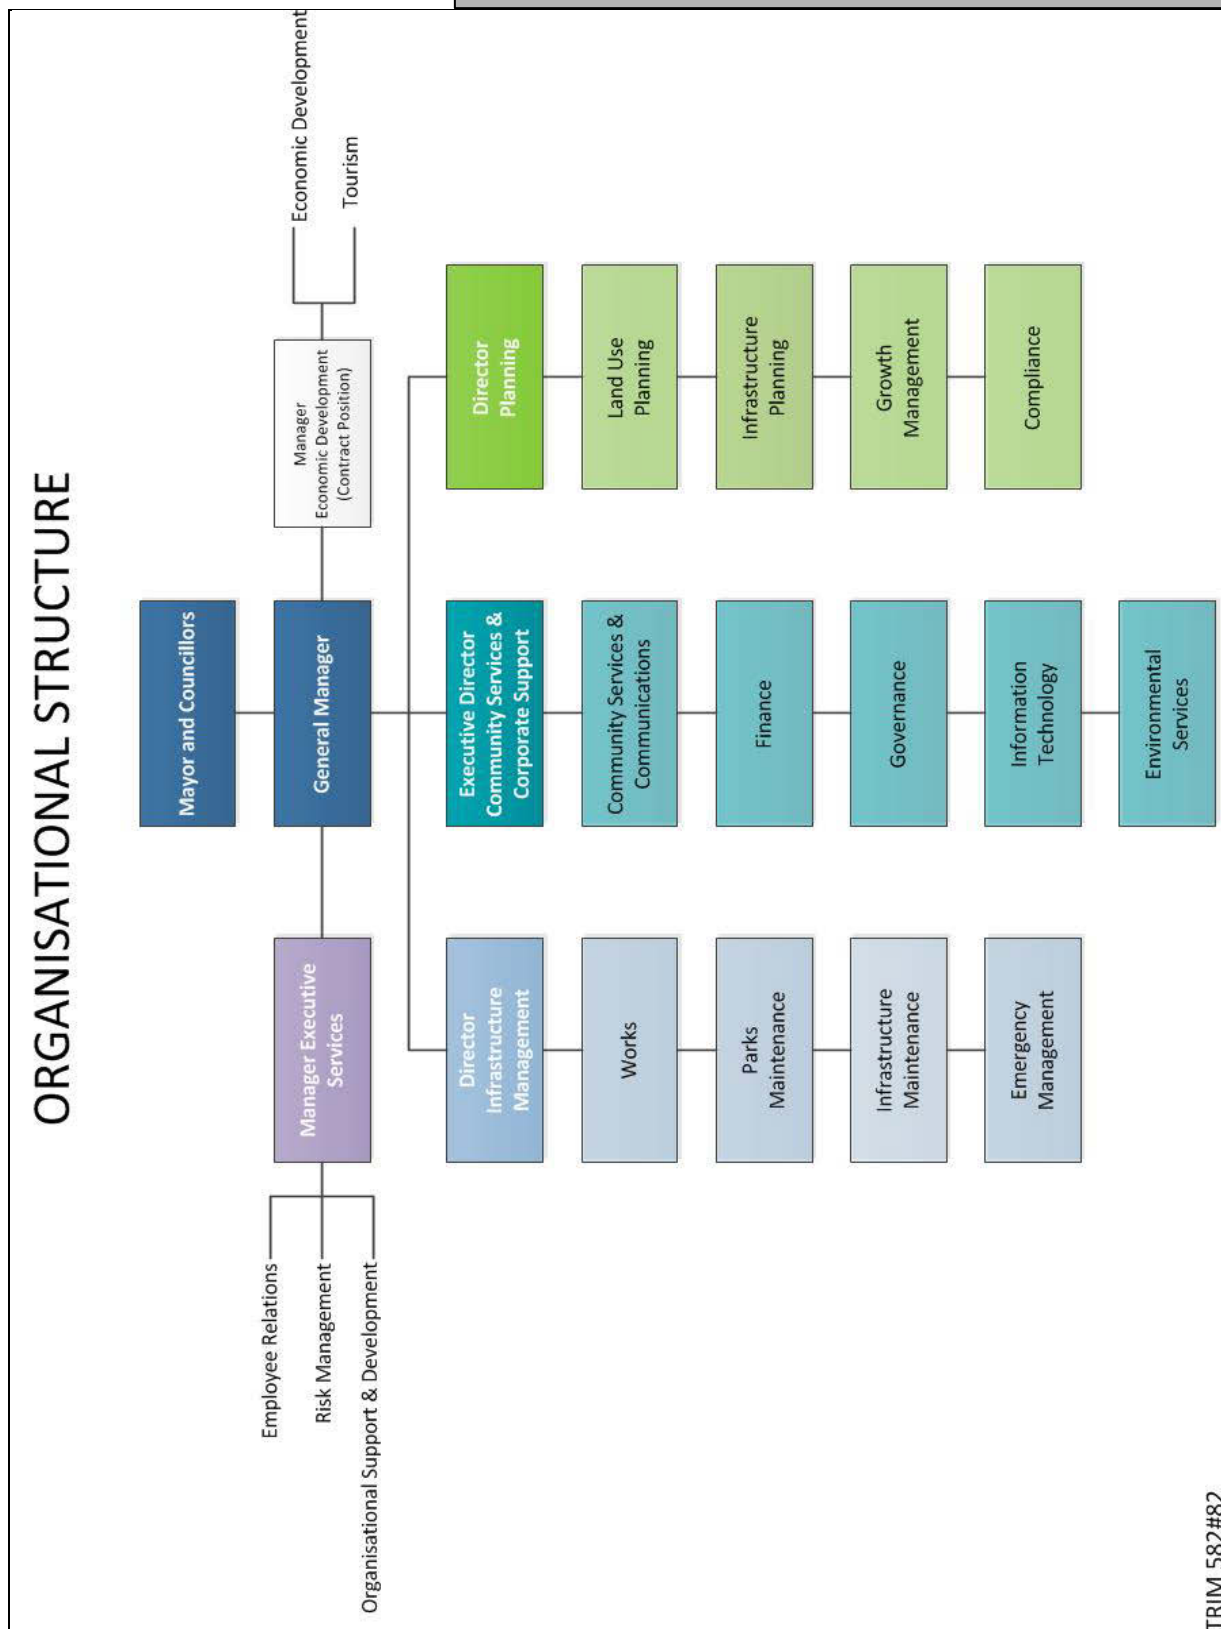 ORGANISATIONAL STRUCTURE
Mayor and Councillors
General Manager
Manager Executive
Services
Employee Relations
Risk Management
Organisational Support & Development
Manager
Economic Development
(Contract Position)
Economic Development
Tourism
Director
Infrastructure
Management
Works
Parks
Maintenance
Infrastructure
Maintenance
Emergency
Management
Executive Director
Community Services &
Corporate Support
Community Services &
Communications
Finance
Governance
Information
Technology
Environmental
Services
Director
Planning
Land Use
Planning
Infrastructure
Planning
Growth
Management
Compliance
TRIM 582#82